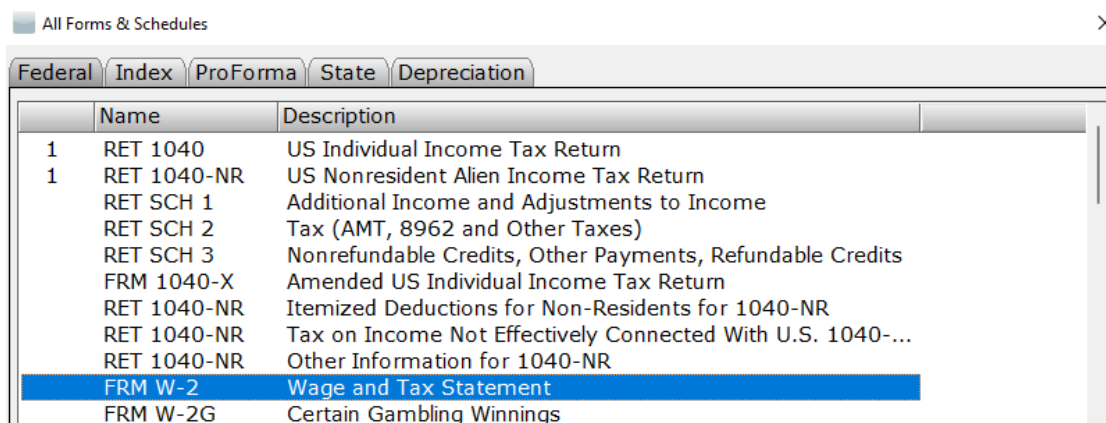 All Forms & Schedules
Federal Index ProForma State Depreciation
Name Description
1 RET 1040 US Individual Income Tax Return
1 RET 1040-NR US Nonresident Alien Income Tax Return
RET SCH 1 Additional Income and Adjustments to Income
RET SCH 2 Tax (AMT, 8962 and Other Taxes)
RET SCH 3 Nonrefundable Credits, Other Payments, Refundable Credits
FRM 1040-X Amended US Individual Income Tax Return
RET 1040-NR Itemized Deductions for Non-Residents for 1040-NR
RET 1040-NR Tax on Income Not Effectively Connected With U.S. 1040-...
RET 1040-NR Other Information for 1040-NR
FRM W-2 Wage and Tax Statement
FRM W-2G Certain Gambling Winnings